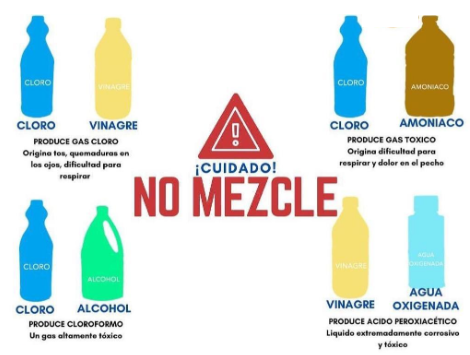 CLORO
VINAGRE
CLORO VINAGRE
PRODUCE GAS CLORO
Origina tos, quemaduras en
los ojos, dificultad para
respirar
CLORO
AMONIACO
CLORO AMONIACO
PRODUCE GAS TOXICO
Origina dificultad para
respirar y doler en el pecho
¡CUIDADO!
NO MEZCLE
CLORO
ALCOHOL
CLORO ALCOHOL
PRODUCE CLOROFORMO
Un gas altamente tóxico
VINAGRE
AGUA
OXIGENADA
VINAGRE AGUA
OXIGENADA
PRODUCE ACIDO PEROXIACÉTICO
Liquido extremadamente corrosivo
y tóxico